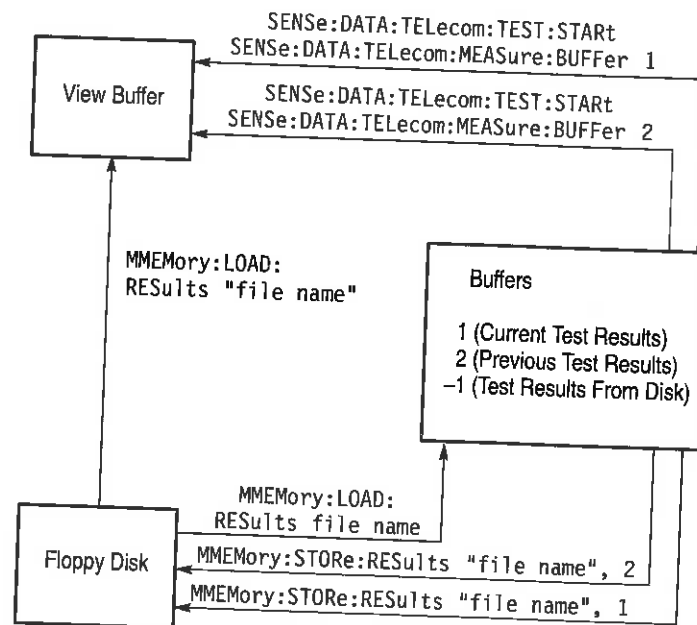 SENSe:DATA:TELecom:TEST:STARt
SENSe:DATA:TELecom:MEASure:BUFFer 1
View Buffer
SENSe:DATA:TELecom:TEST:STARt
SENSe:DATA:TELecom:MEASure:BUFFer 2
MMEMory:LOAD:
RESults "file name"
Buffers
1 (Current Test Results)
2 (Previous Test Results)
–1 (Test Results From Disk)
MMEMory:LOAD:
RESults file name
Floppy Disk
MMEMory:STORe:RESults "file name", 2
MMEMory:STORe:RESults "file name", 1